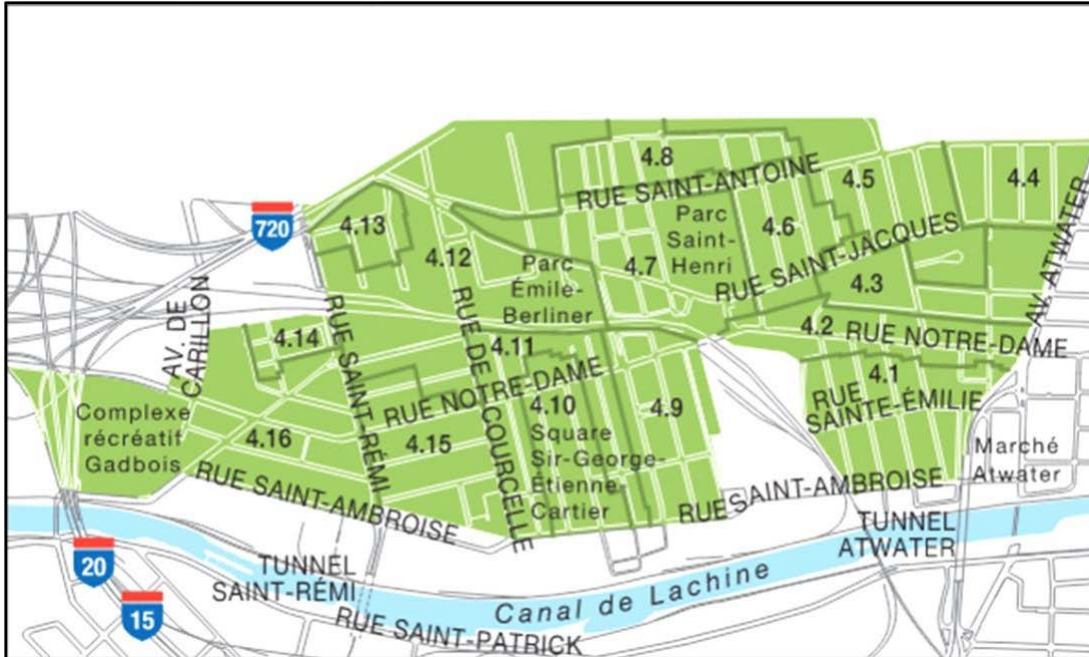 4.8
RUE SAINT-ANTOINE
4.5
4.4
720
4.13
4.12
Parc
Saint-
Henri
4.6
4.7
RUE SAINT-JACQUES
AV. ATWATER
Parc
Émile-
Berliner
4.3
AV. DE
CARILLON
4.14
RUE SAINT-RÉMI
RUE DE COURCELLE
4.11
4.2
RUE NOTRE-DAME
4.1
RUE
SAINTE-ÉMILIE
RUE NOTRE-DAME
4.10
4.9
Complexe
récréatif
Gadbois
4.16
4.15
Square
Sir-George-
Étienne-
Cartier
Marché
Atwater
RUE SAINT-AMBROISE
RUE SAINT-AMBROISE
TUNNEL
ATWATER
20
TUNNEL
SAINT-RÉMI
Canal de Lachine
15
RUE SAINT-PATRICK